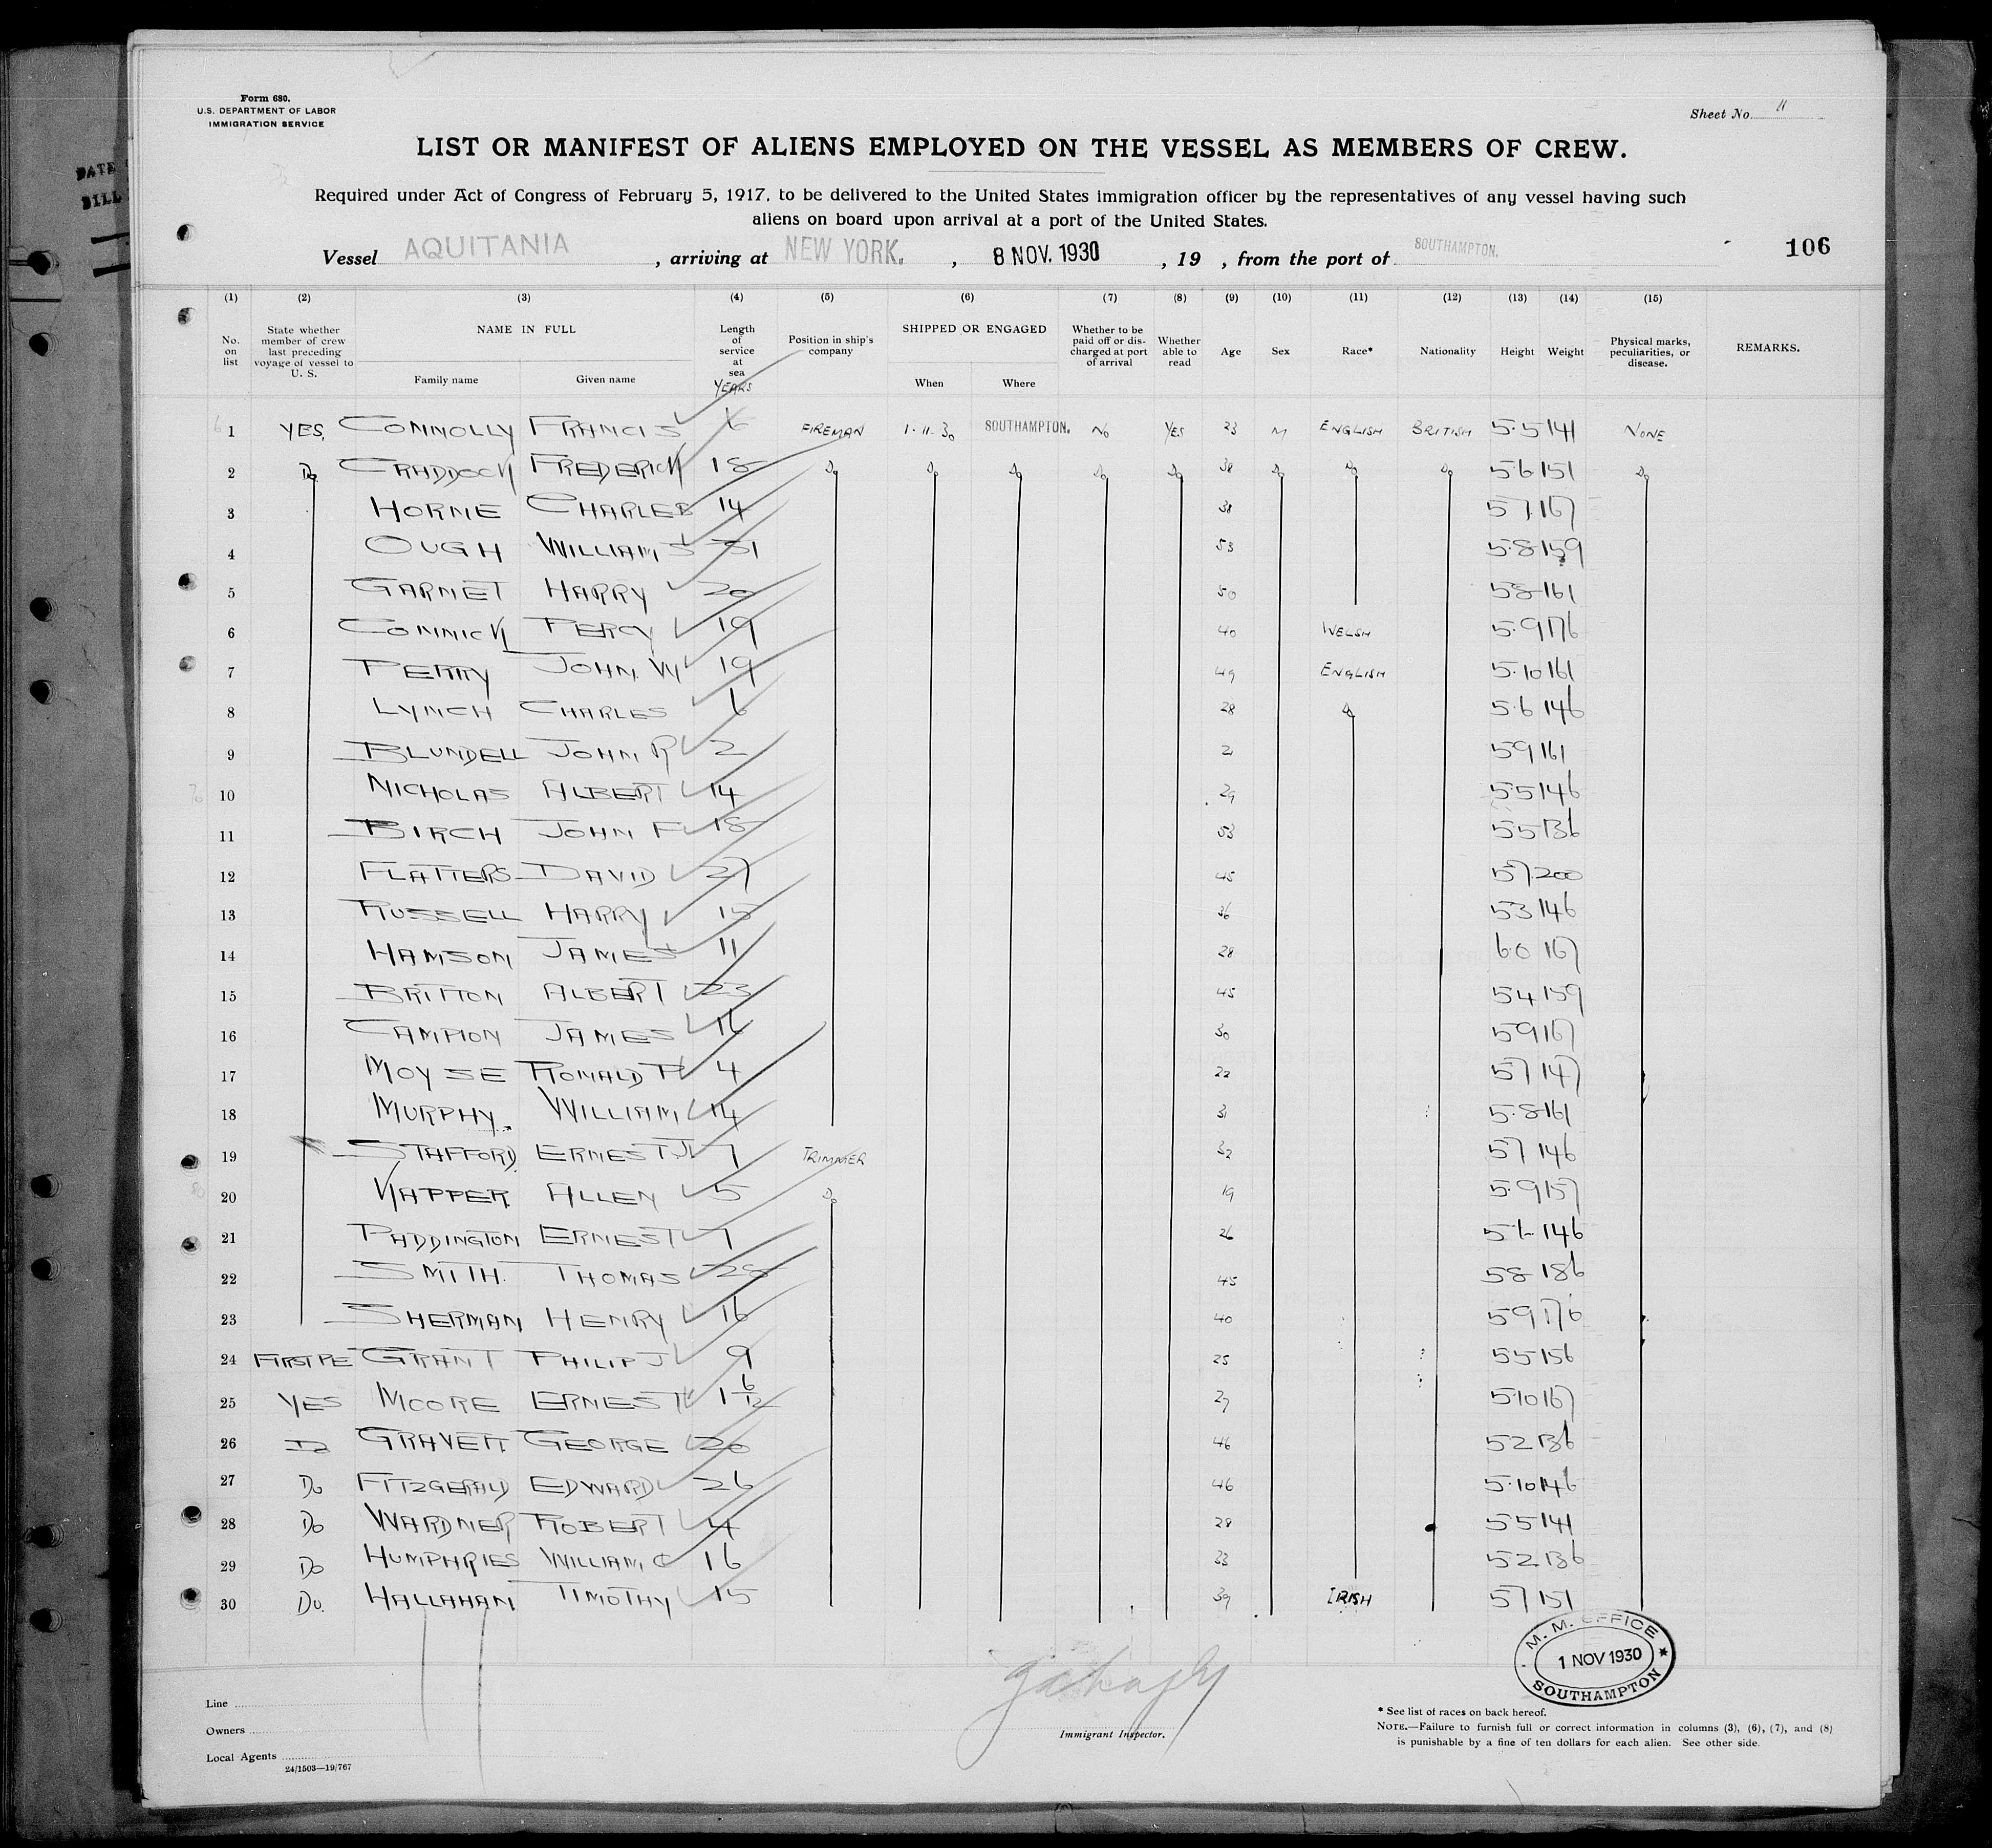 Form 680.
U.S. DEPARTMENT OF LABOR
IMMIGRATION SERVICE
Sheet No. 11
LIST OR MANIFEST OF ALIENS EMPLOYED ON THE VESSEL AS MEMBERS OF CREW.
Required under Act of Congress of February 5, 1917, to be delivered to the United States immigration officer by the representatives of any vessel having such
aliens on board upon arrival at a port of the United States.
Vessel AQUITANIA, arriving at NEW YORK., 8 NOV. 1930, 19 , from the port of SOUTHAMPTON.
106
(1) (2) (3) (4) (5) (6) (7) (8) (9) (10) (11) (12) (13) (14) (15)
No. on list | State whether member of crew last preceding voyage of vessel to U. S. | NAME IN FULL | Family name | Given name | Length of service at sea YEARS | Position in ship's company | SHIPPED OR ENGAGED | When | Where | Whether to be paid off or discharged at port of arrival | Whether able to read | Age | Sex | Race* | Nationality | Height | Weight | Physical marks, peculiarities, or disease. | REMARKS.
1 YES, CONNOLLY FRANCIS 6 FIREMAN 1.11.30 SOUTHAMPTON. NO YES 23 M ENGLISH BRITISH 5.5 141 NONE
2 Do CRADDOCK FREDERICK 18 Do Do Do Do Do 38 Do Do Do 5.6 151 Do
3 HORNE CHARLES 14 38 5 7 167
4 OUGH WILLIAM S 31 53 5.8 159
5 GARNET HARRY 20 50 5.8 161
6 CONNICK PERCY 19 40 WELSH 5.9 176
7 PERRY JOHN. W 19 49 ENGLISH 5.10 161
8 LYNCH CHARLES 6 28 Do 5.6 146
9 BLUNDELL JOHN R 2 21 5 9 161
10 NICHOLAS ALBERT 14 29 5 5 146
11 BIRCH JOHN F 18 53 5 5 136
12 FLATTERS DAVID 27 45 5 7. 200
13 RUSSELL HARRY 15 36 5 3 146
14 HANSON JAMES 11 28 6.0 167
15 BRITTON ALBERT 23 45 5 4 159
16 CAMPION JAMES 16 30 5 9 167
17 MOYSE RONALD P 4 22 5 7 147
18 MURPHY. WILLIAM 14 31 5.8 161
19 STAFFORD ERNEST J 7 TRIMMER 32 5 7 146
20 YAPPER ALLEN 5 Do 19 5.9 157
21 PADDINGTON ERNEST 7 26 5 6 146
22 SMITH. THOMAS 28 45 5 8 186
23 SHERMAN HENRY 16 40 5 9 176
24 FIRST PE GRANT PHILIP J 9 25 5 5 156
25 YES MOORE ERNEST 1 6/12 27 5 10 167
26 Do GRAVETT GEORGE 20 46 5 2 136
27 Do FITZGERALD EDWARD 26 46 5.10 146
28 Do WARDNER ROBERT 4 28 5 5 141
29 Do HUMPHRIES WILLIAM C 16 33 5 2 136
30 Do. HALLAHAN TIMOTHY 15 39 IRISH 5 7 151
M. M. OFFICE
1 NOV 1930
SOUTHAMPTON
Line
Owners
Local Agents
24/1503—19/767
Immigrant Inspector.
* See list of races on back hereof.
NOTE.—Failure to furnish full or correct information in columns (3), (6), (7), and (8)
is punishable by a fine of ten dollars for each alien. See other side.